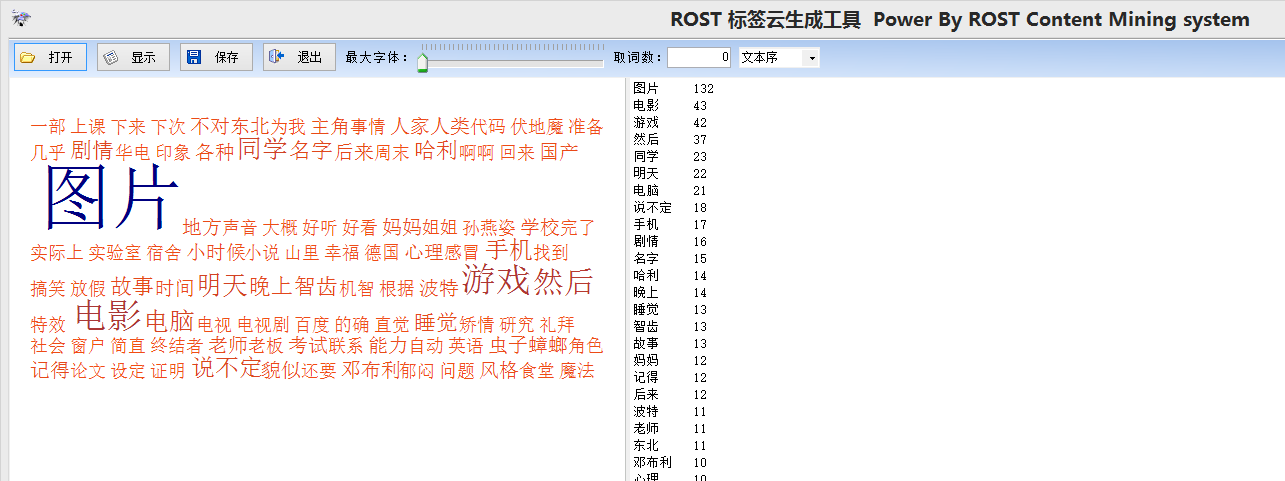 ROST 标签云生成工具 Power By ROST Content Mining system
打开 显示 保存 退出 最大字体： 取词数： 0 文本序
一部 上课 下来 下次 不对 东北 为我 主角 事情 人家 人类 代码 伏地魔 准备
几乎 剧情 华电 印象 各种 同学 名字 后来 周末 哈利 啊啊 回来 国产
图片 地方 声音 大概 好听 好看 妈妈 姐姐 孙燕姿 学校 完了
实际上 实验室 宿舍 小时候 小说 山里 幸福 德国 心理 感冒 手机 找到
搞笑 放假 故事 时间 明天 晚上 智齿 机智 根据 波特 游戏 然后
特效 电影 电脑 电视 电视剧 百度 的确 直觉 睡觉 矫情 研究 礼拜
社会 窗户 简直 终结者 老师 老板 考试 联系 能力 自动 英语 虫子 蟑螂 角色
记得 论文 设定 证明 说不定 貌似 还要 邓布利 郁闷 问题 风格 食堂 魔法
图片 132
电影 43
游戏 42
然后 37
同学 23
明天 22
电脑 21
说不定 18
手机 17
剧情 16
名字 15
哈利 14
晚上 14
睡觉 13
智齿 13
故事 13
妈妈 12
记得 12
后来 12
波特 11
老师 11
东北 11
邓布利 10
心理 10